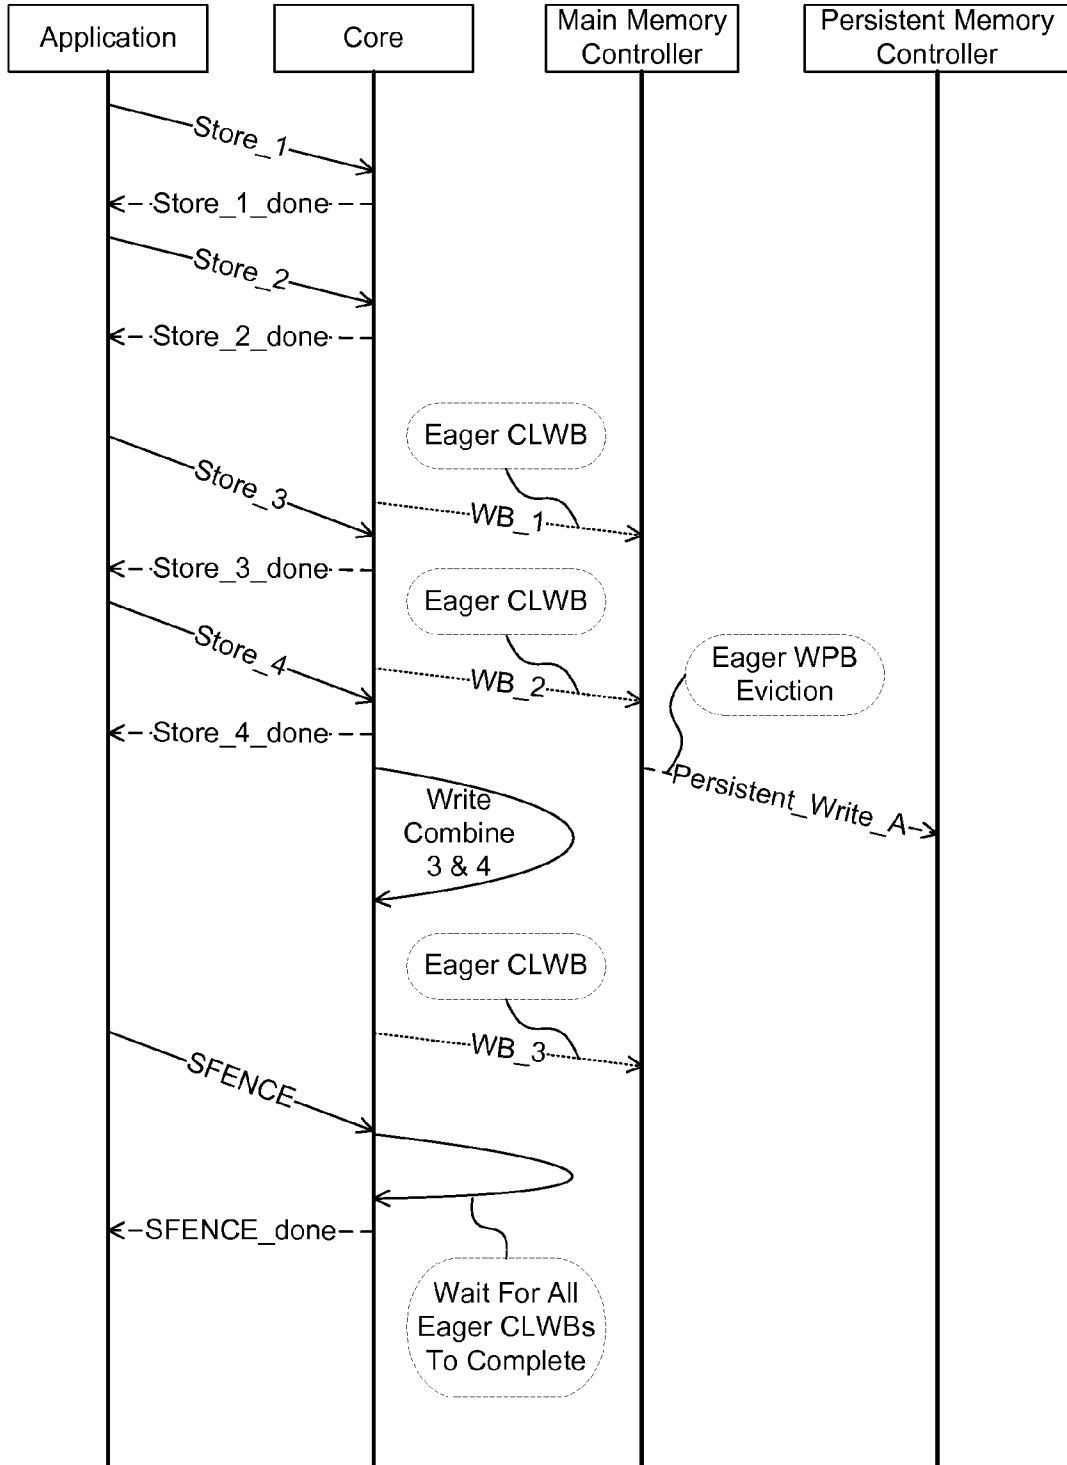 Application
Core
Main Memory
Controller
Persistent Memory
Controller
Store_1
Store_1_done
Store_2
Store_2_done
Eager CLWB
Store_3
WB_1
Store_3_done
Eager CLWB
Store_4
WB_2
Eager WPB
Eviction
Store_4_done
Persistent_Write_A
Write
Combine
3 & 4
Eager CLWB
WB_3
SFENCE
SFENCE_done
Wait For All
Eager CLWBs
To Complete